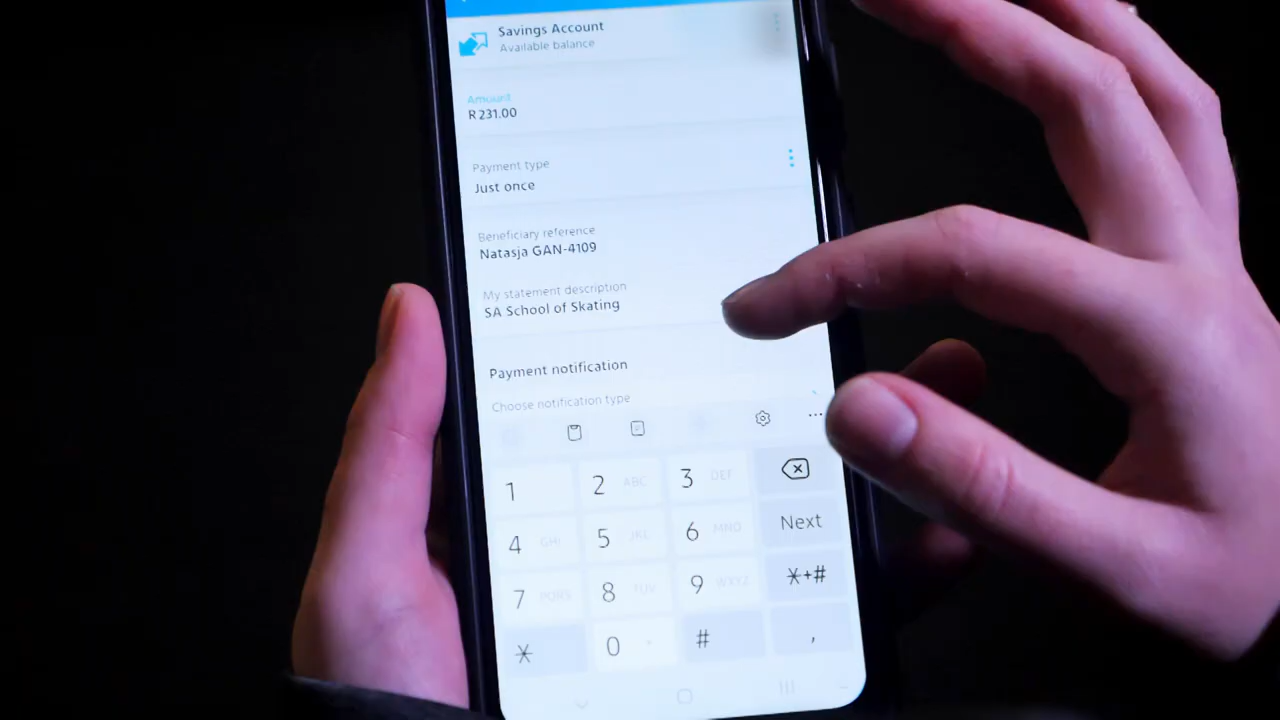 Savings Account
Available balance
Amount
R 231.00
Payment type
Just once
Beneficiary reference
Natasja GAN-4109
My statement description
SA School of Skating
Payment notification
Choose notification type
1 2 ABC 3 DEF
4 GHI 5 JKL 6 MNO Next
7 PQRS 8 TUV 9 WXYZ *+#
* 0 # ,